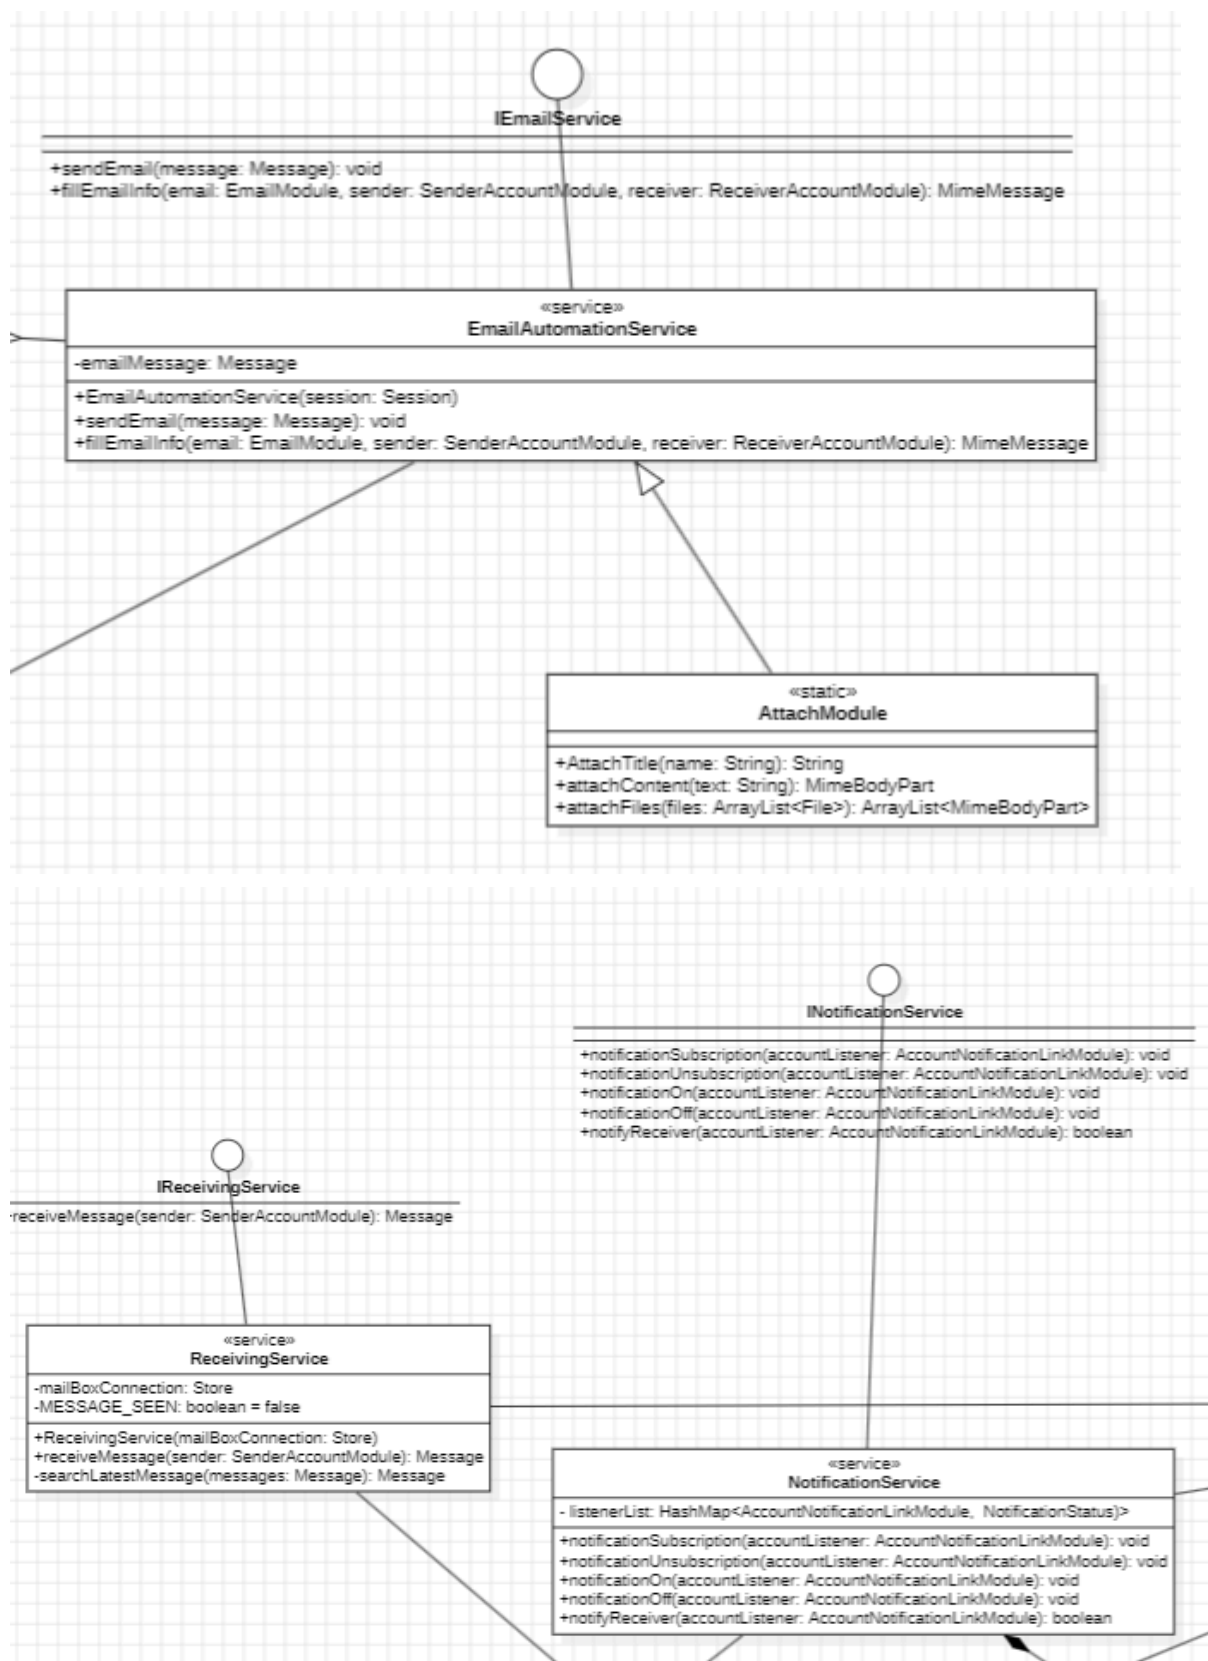 IEmailService
+sendEmail(message: Message): void
+fillEmailInfo(email: EmailModule, sender: SenderAccountModule, receiver: ReceiverAccountModule): MimeMessage
«service»
EmailAutomationService
-emailMessage: Message
+EmailAutomationService(session: Session)
+sendEmail(message: Message): void
+fillEmailInfo(email: EmailModule, sender: SenderAccountModule, receiver: ReceiverAccountModule): MimeMessage
«static»
AttachModule
+AttachTitle(name: String): String
+attachContent(text: String): MimeBodyPart
+attachFiles(files: ArrayList<File>): ArrayList<MimeBodyPart>
INotificationService
+notificationSubscription(accountListener: AccountNotificationLinkModule): void
+notificationUnsubscription(accountListener: AccountNotificationLinkModule): void
+notificationOn(accountListener: AccountNotificationLinkModule): void
+notificationOff(accountListener: AccountNotificationLinkModule): void
+notifyReceiver(accountListener: AccountNotificationLinkModule): boolean
IReceivingService
receiveMessage(sender: SenderAccountModule): Message
«service»
ReceivingService
-mailBoxConnection: Store
-MESSAGE_SEEN: boolean = false
+ReceivingService(mailBoxConnection: Store)
+receiveMessage(sender: SenderAccountModule): Message
-searchLatestMessage(messages: Message): Message
«service»
NotificationService
- listenerList: HashMap<AccountNotificationLinkModule, NotificationStatus)>
+notificationSubscription(accountListener: AccountNotificationLinkModule): void
+notificationUnsubscription(accountListener: AccountNotificationLinkModule): void
+notificationOn(accountListener: AccountNotificationLinkModule): void
+notificationOff(accountListener: AccountNotificationLinkModule): void
+notifyReceiver(accountListener: AccountNotificationLinkModule): boolean